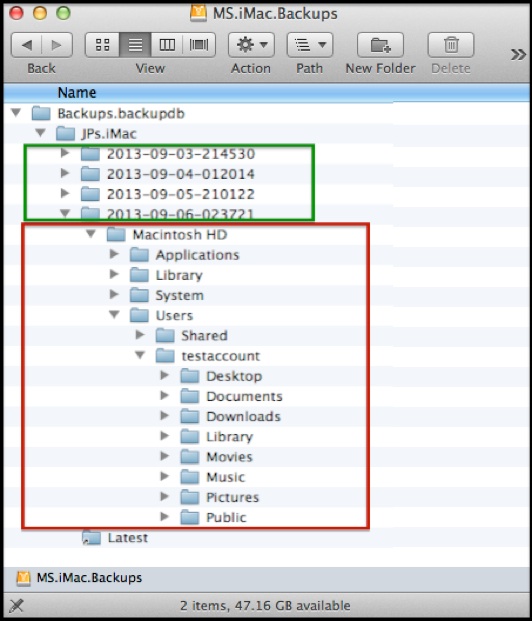 MS.iMac.Backups
Back View Action Path New Folder Delete
Name
Backups.backupdb
JPs.iMac
2013-09-03-214530
2013-09-04-012014
2013-09-05-210122
2013-09-06-023721
Macintosh HD
Applications
Library
System
Users
Shared
testaccount
Desktop
Documents
Downloads
Library
Movies
Music
Pictures
Public
Latest
MS.iMac.Backups
2 items, 47.16 GB available